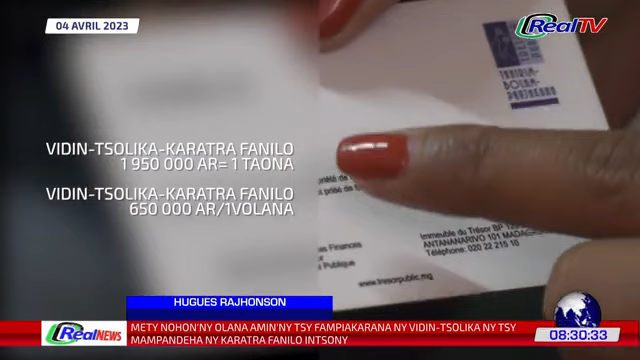 04 AVRIL 2023
RealTV
VIDIN-TSOLIKA-KARATRA FANILO
1 950 000 AR= 1 TAONA
VIDIN-TSOLIKA-KARATRA FANILO
650 000 AR/1VOLANA
Immeuble du Trésor BP 12
ANTANANARIVO 101 MADAG
Téléphone: 020 22 215 10
Finances
Publique
www.tresorpublic.mg
HUGUES RAJHONSON
RealNEWS
METY NOHON'NY OLANA AMIN'NY TSY FAMPIAKARANA NY VIDIN-TSOLIKA NY TSY
MAMPANDEHA NY KARATRA FANILO INTSONY
08:30:33